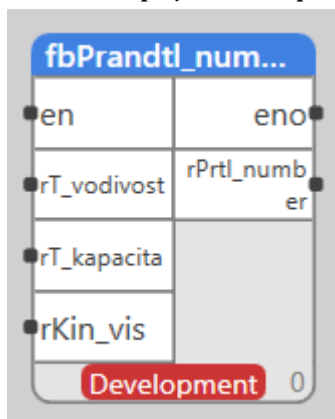 fbPrandtl_num...
en eno
rT_vodivost rPrtl_numb
er
rT_kapacita
rKin_vis
Development 0